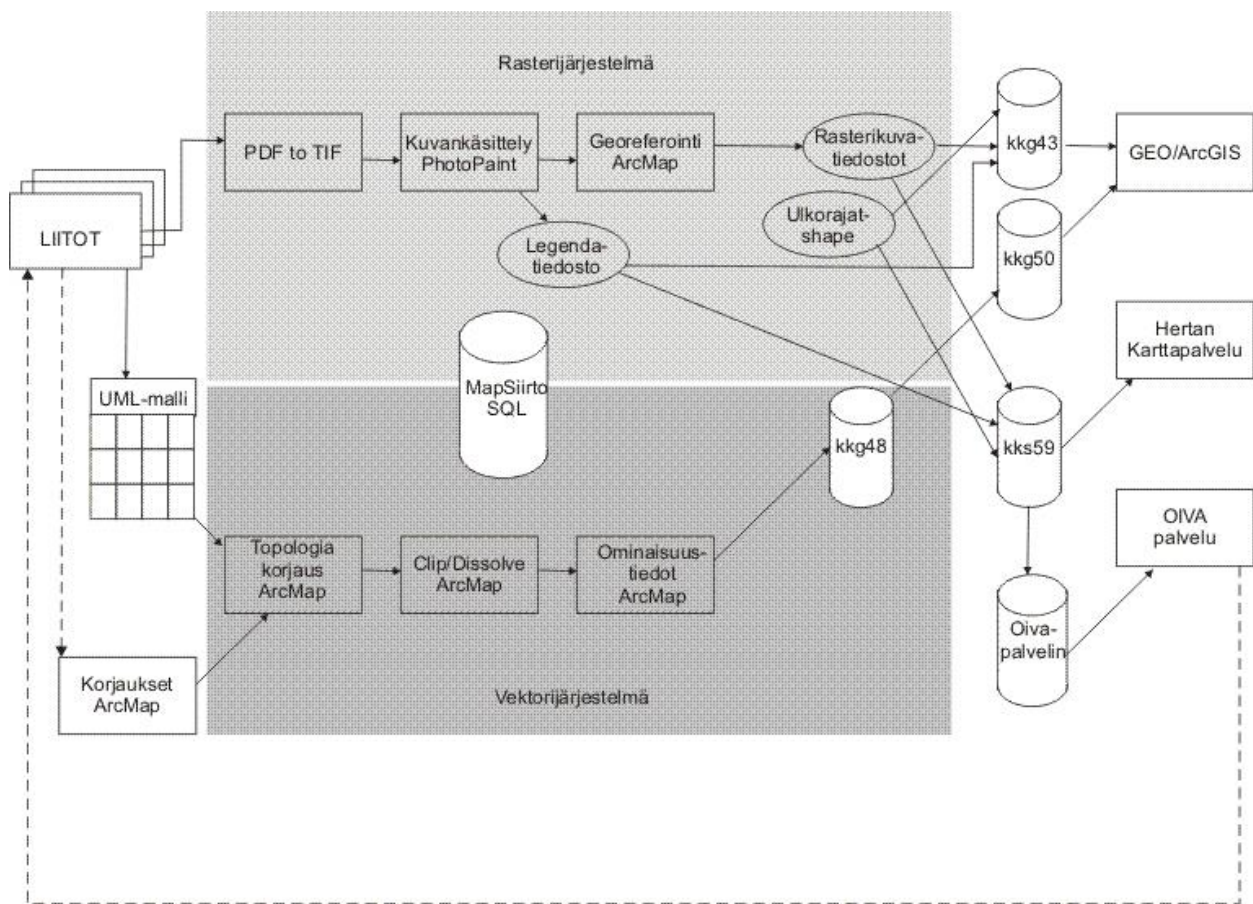 Rasterijärjestelmä
PDF to TIF
Kuvankäsittely
PhotoPaint
Georeferointi
ArcMap
Rasterikuva-
tiedostot
kkg43
GEO/ArcGIS
LIITOT
Legenda-
tiedosto
Ulkorajat-
shape
kkg50
Hertan
Karttapalvelu
UML-malli
MapSiirto
SQL
kkg48
kks59
OIVA
palvelu
Topologia
korjaus
ArcMap
Clip/Dissolve
ArcMap
Ominaisuus-
tiedot
ArcMap
Oiva-
palvelin
Korjaukset
ArcMap
Vektorijärjestelmä